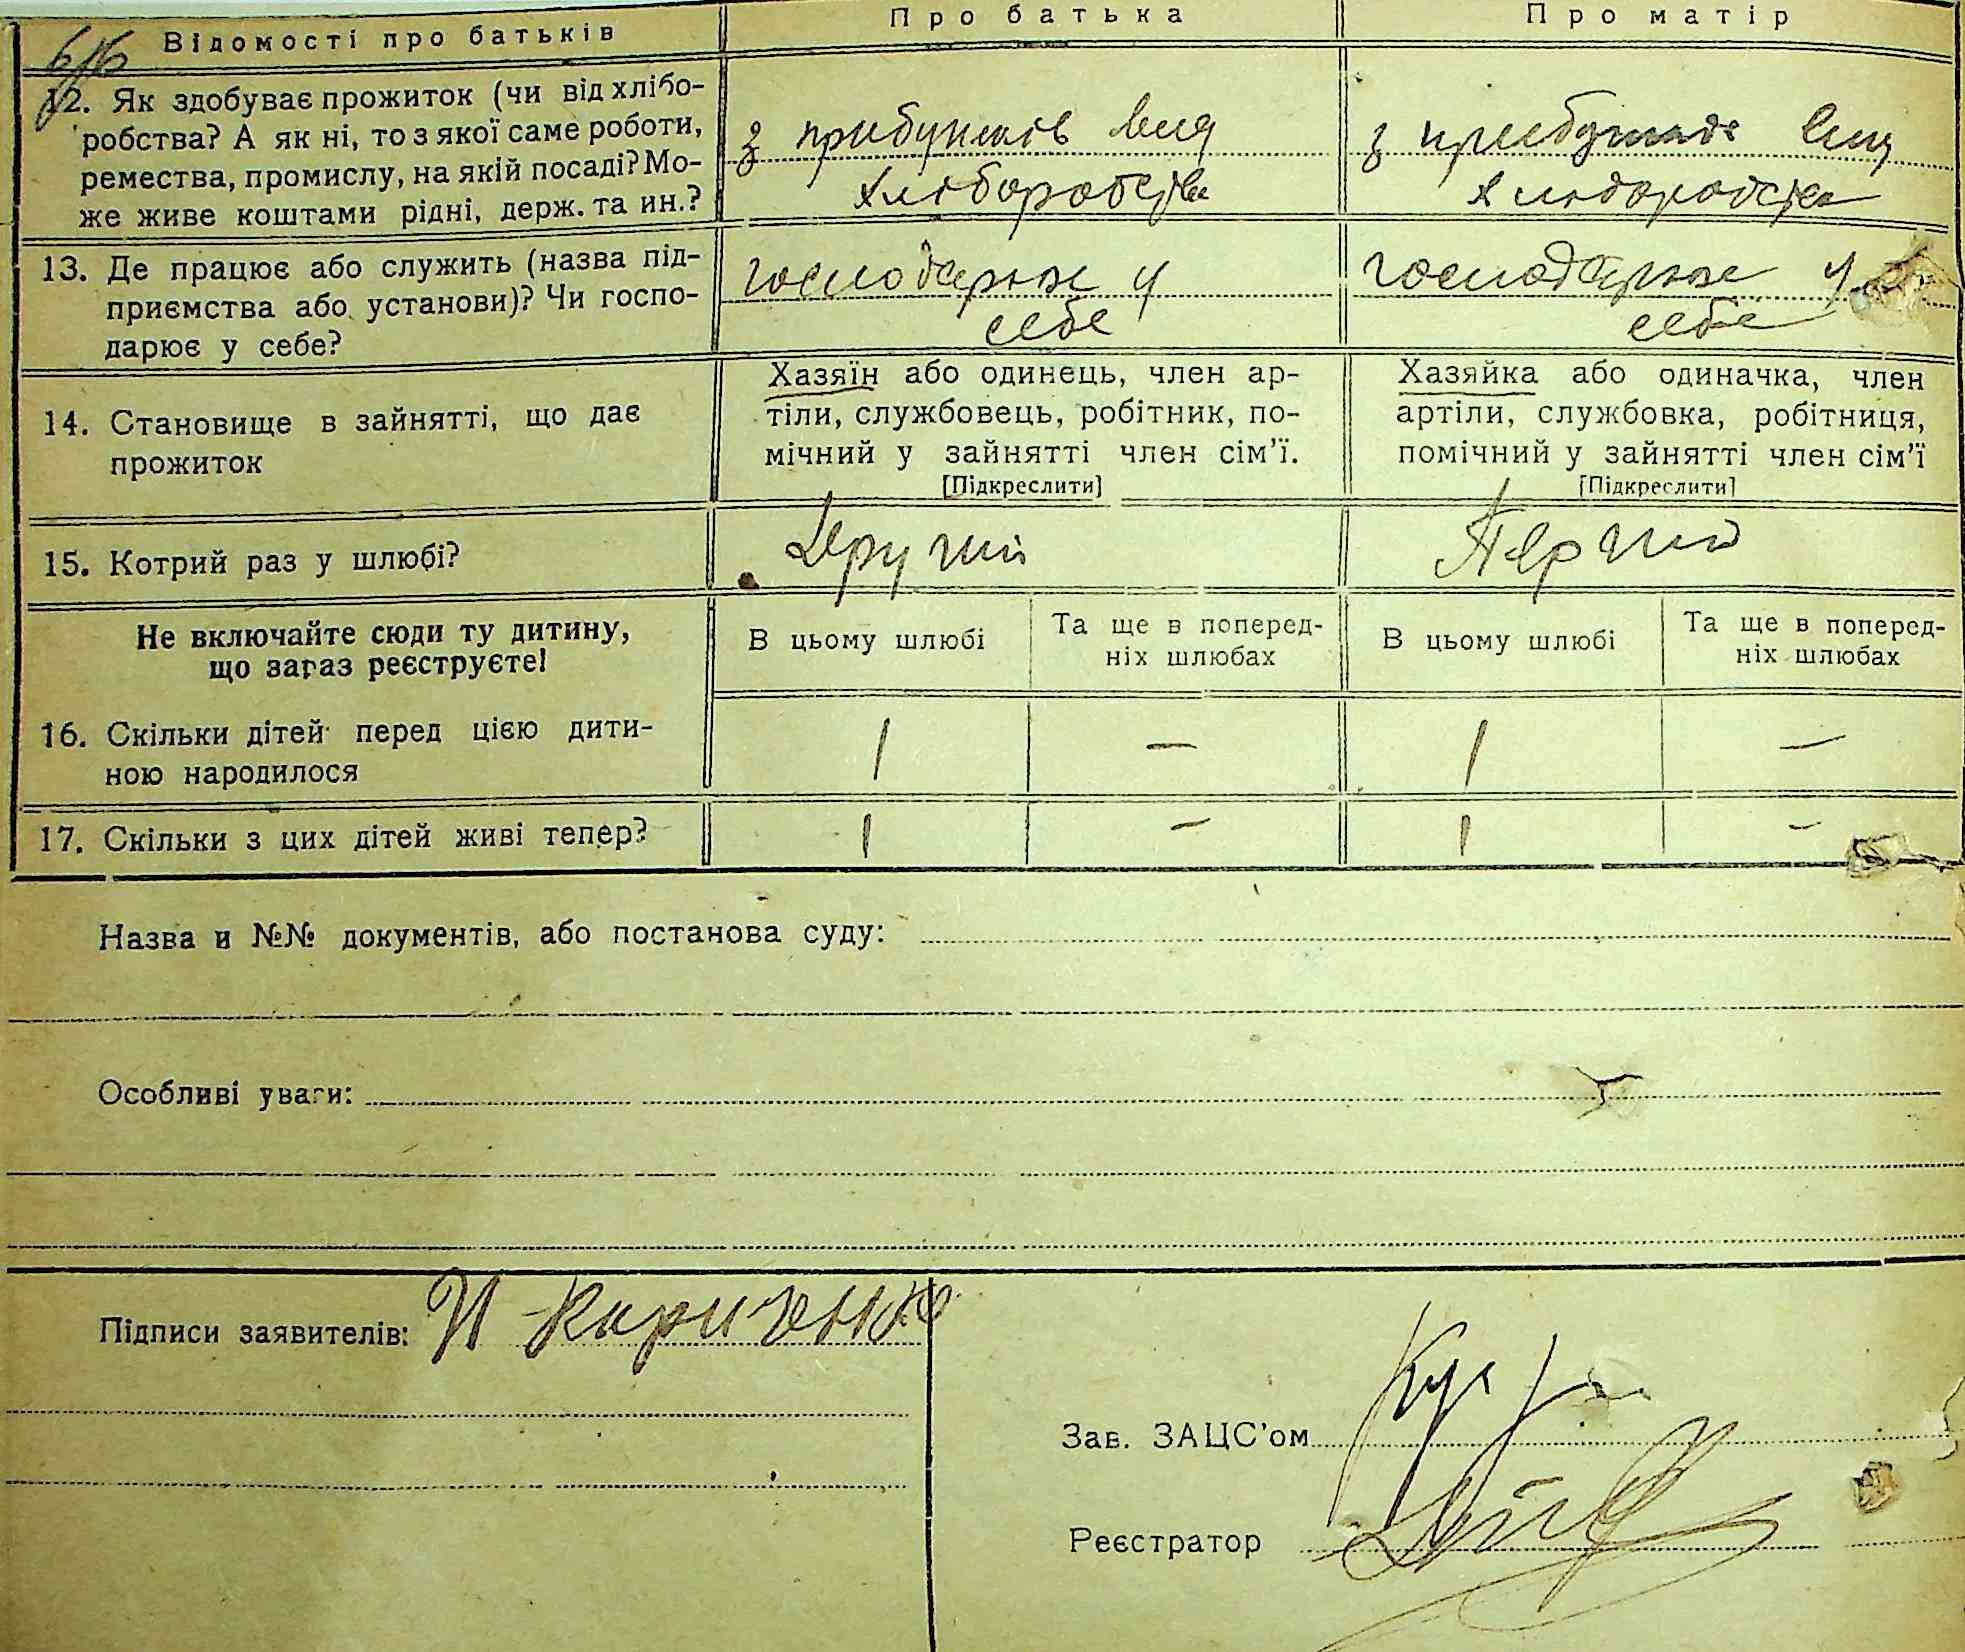 Відомості про батьків
Про батька
Про матір
12. Як здобуває прожиток (чи від хлібо-
робства? А як ні, то з якої саме роботи,
ремества, промислу, на якій посаді? Мо-
же живе коштами рідні, держ. та ин.?
з прибутків від
хліборобства
з прибутків від
хліборобства
13. Де працює або служить (назва під-
приємства або установи)? Чи госпо-
дарює у себе?
господарює у
себе
господарює у
себе
14. Становище в зайнятті, що дає
прожиток
Хазяїн або одинець, член ар-
тіли, службовець, робітник, по-
мічний у зайнятті член сім'ї.
[Підкреслити]
Хазяйка або одиначка, член
артіли, службовка, робітниця,
помічний у зайнятті член сім'ї
[Підкреслити]
15. Котрий раз у шлюбі?
Другий
Перший
Не включайте сюди ту дитину,
що зараз реєструєте!
В цьому шлюбі
Та ще в поперед-
ніх шлюбах
В цьому шлюбі
Та ще в поперед-
ніх шлюбах
16. Скільки дітей перед цією дити-
ною народилося
1
—
1
—
17. Скільки з цих дітей живі тепер?
1
—
1
—
Назва и №№ документів, або постанова суду:
Особливі уваги:
Підписи заявителів: И Кириченко
Зав. ЗАЦС'ом
Реєстратор